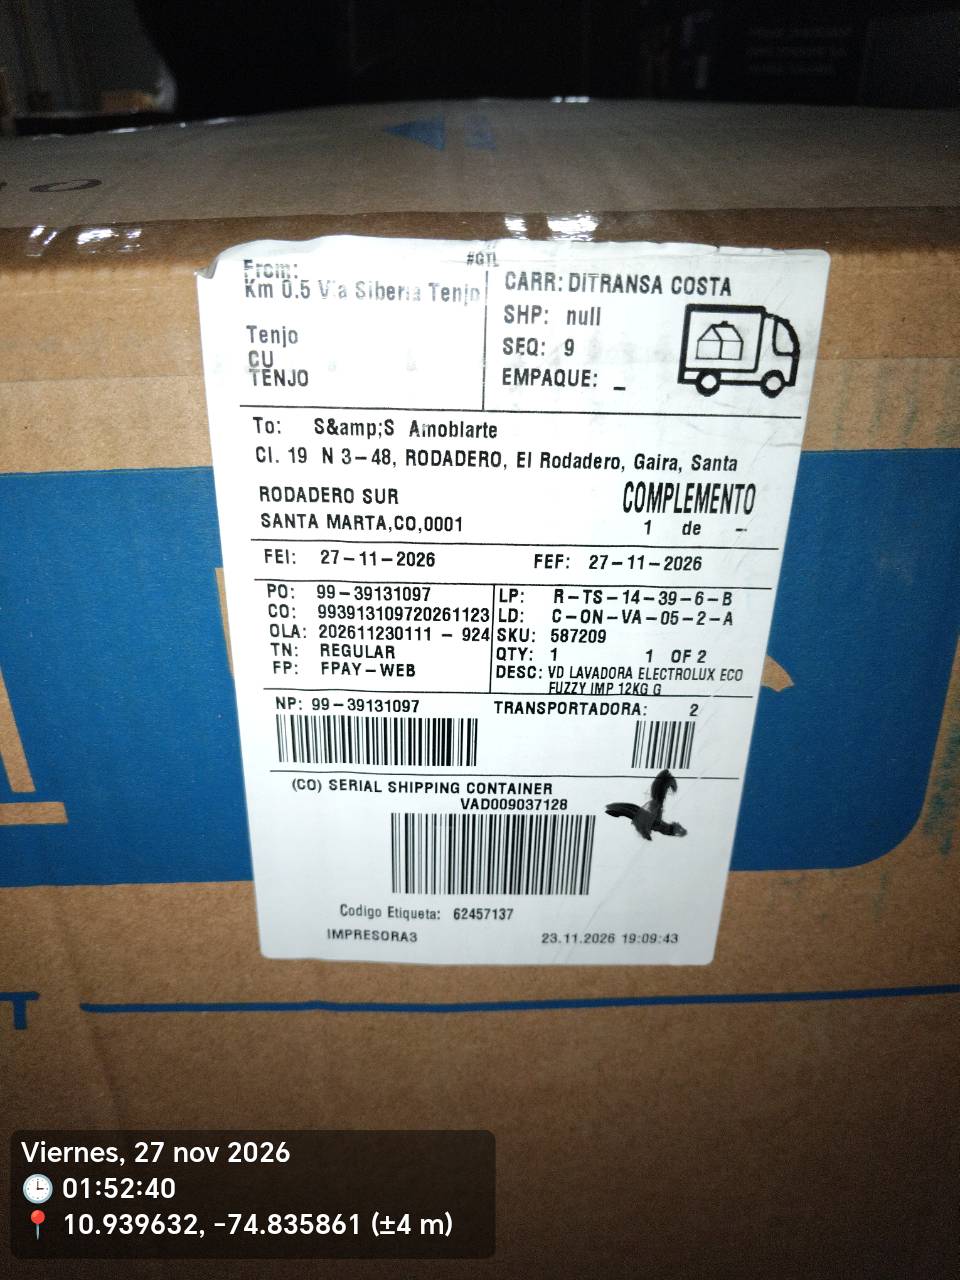 #GTL
From:
Km 0.5 Via Siberia Tenjo
Tenjo
CU
TENJO
CARR: DITRANSA COSTA
SHP: null
SEQ: 9
EMPAQUE: _
To: S&amp;S Amoblarte
Cl. 19 N 3-48, RODADERO, El Rodadero, Gaira, Santa
RODADERO SUR
SANTA MARTA,CO,0001
COMPLEMENTO
1 de -
FEI: 27-11-2026
FEF: 27-11-2026
PO: 99-39131097
CO: 993913109720261123
OLA: 202611230111 - 924
TN: REGULAR
FP: FPAY-WEB
LP: R-TS-14-39-6-B
LD: C-ON-VA-05-2-A
SKU: 587209
QTY: 1 1 OF 2
DESC: VD LAVADORA ELECTROLUX ECO
FUZZY IMP 12KG G
NP: 99-39131097
TRANSPORTADORA: 2
(CO) SERIAL SHIPPING CONTAINER
VAD009037128
Codigo Etiqueta: 62457137
IMPRESORA3
23.11.2026 19:09:43
T
Viernes, 27 nov 2026
01:52:40
10.939632, -74.835861 (±4 m)